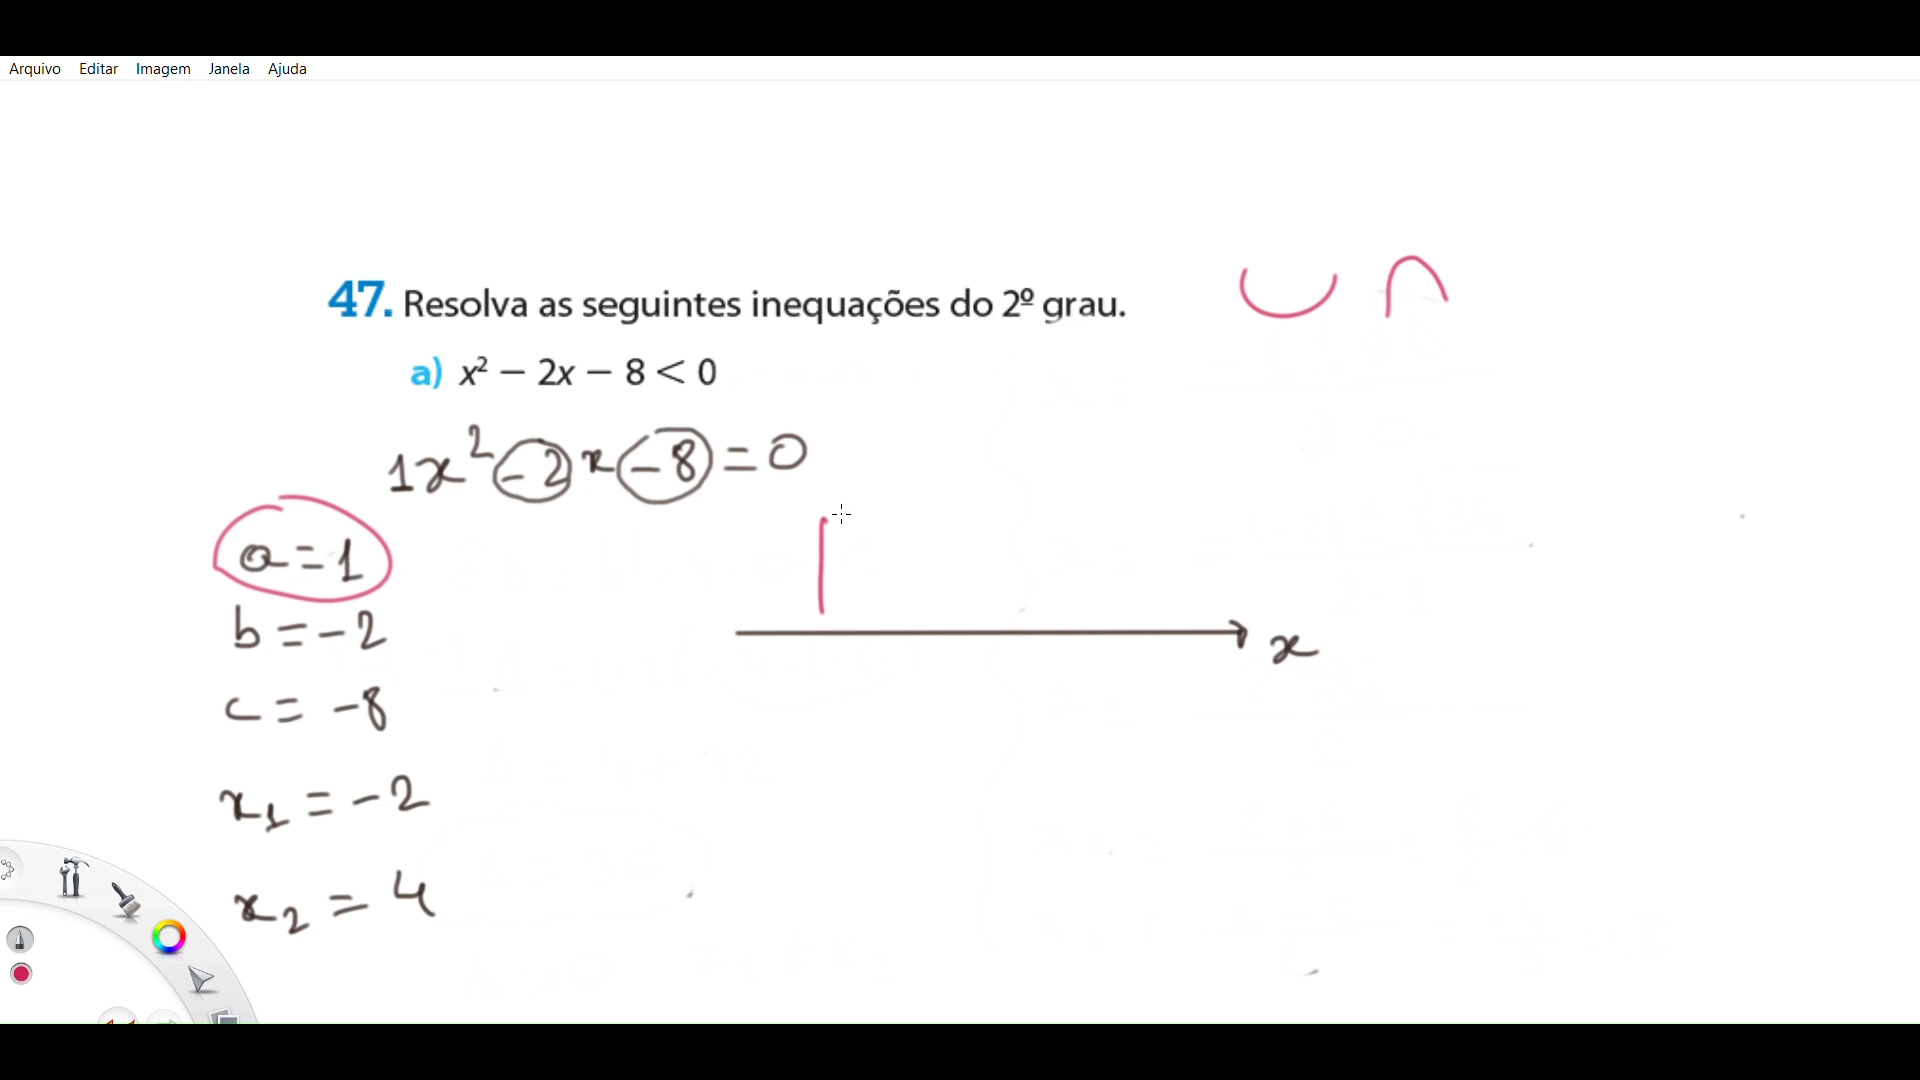 Arquivo Editar Imagem Janela Ajuda
47. Resolva as seguintes inequações do 2º grau.
a) x² − 2x − 8 < 0
1x² − 2x − 8 = 0
a = 1
b = −2
c = −8
x
x₁ = −2
x₂ = 4